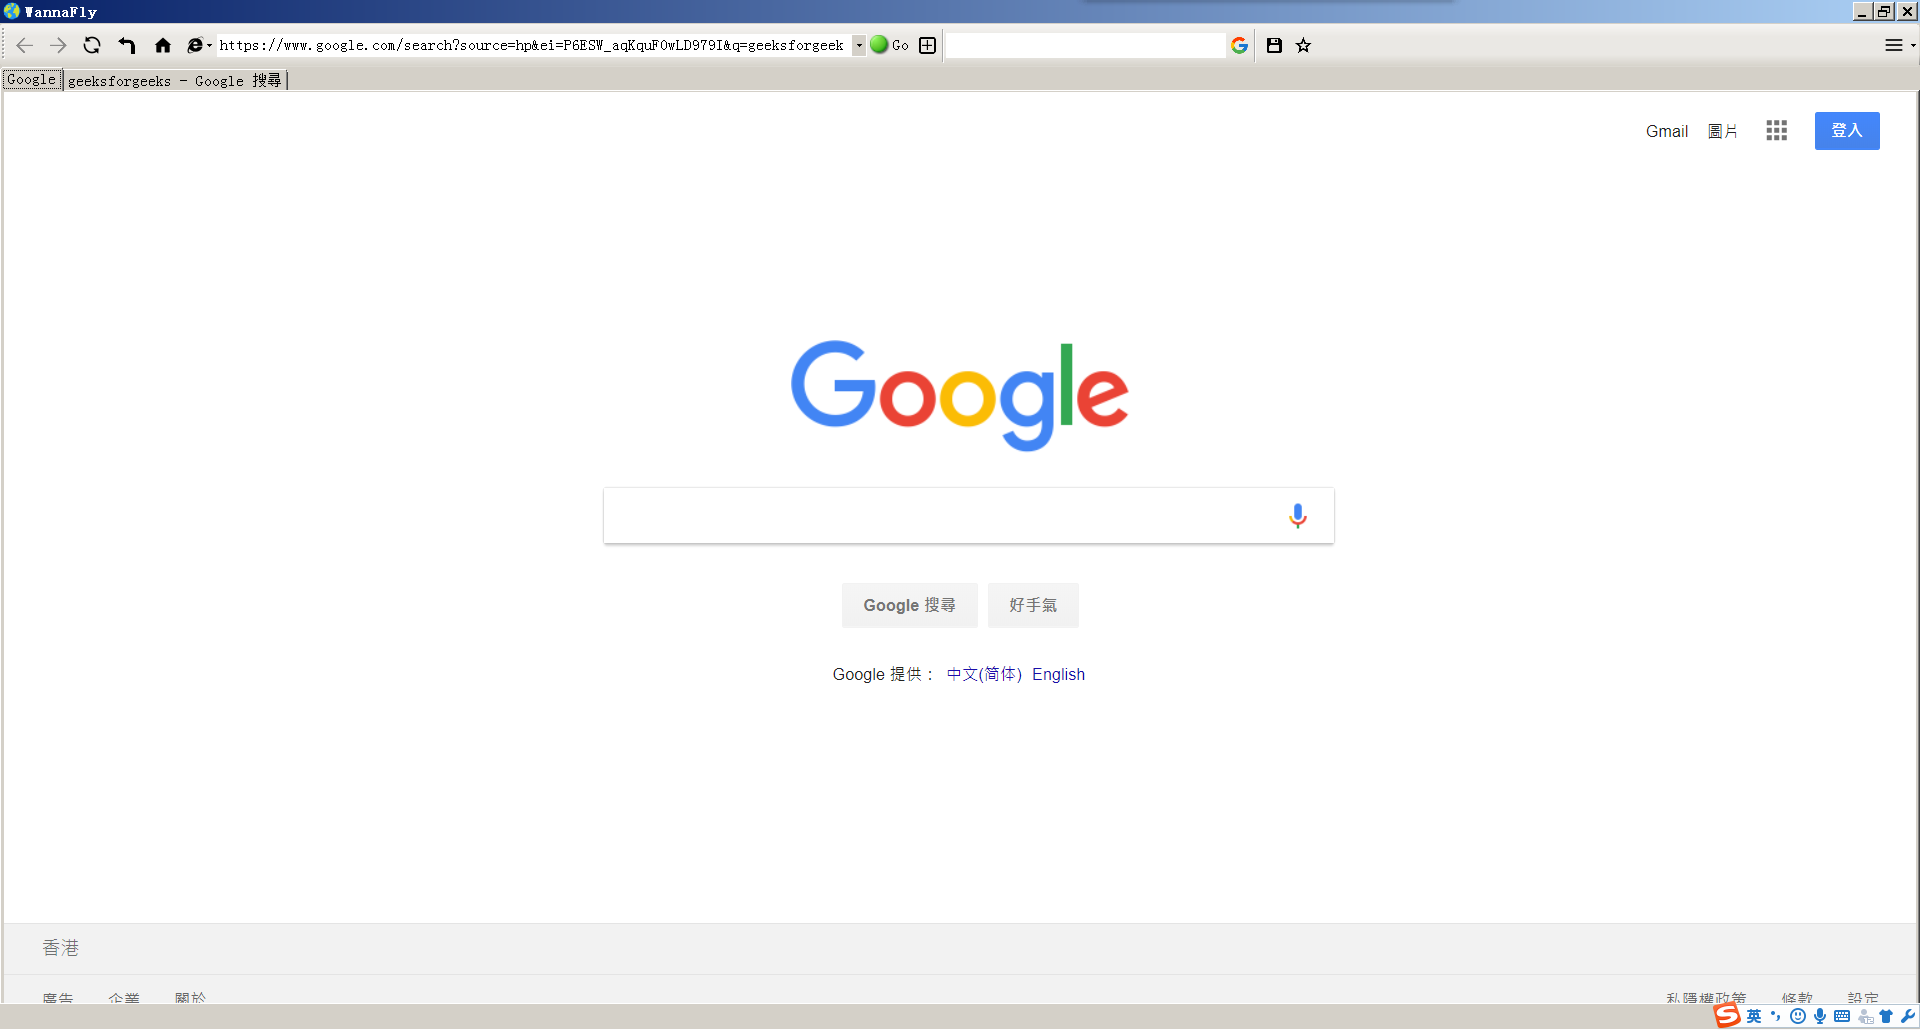 WannaFly
https://www.google.com/search?source=hp&ei=P6ESW_aqKquF0wLD979I&q=geeksforgeek Go
Google geeksforgeeks - Google 搜尋
Gmail 圖片 登入
Google
Google 搜尋 好手氣
Google 提供： 中文(简体) English
香港
廣告 企業 關於 私隱權政策 條款 設定
英